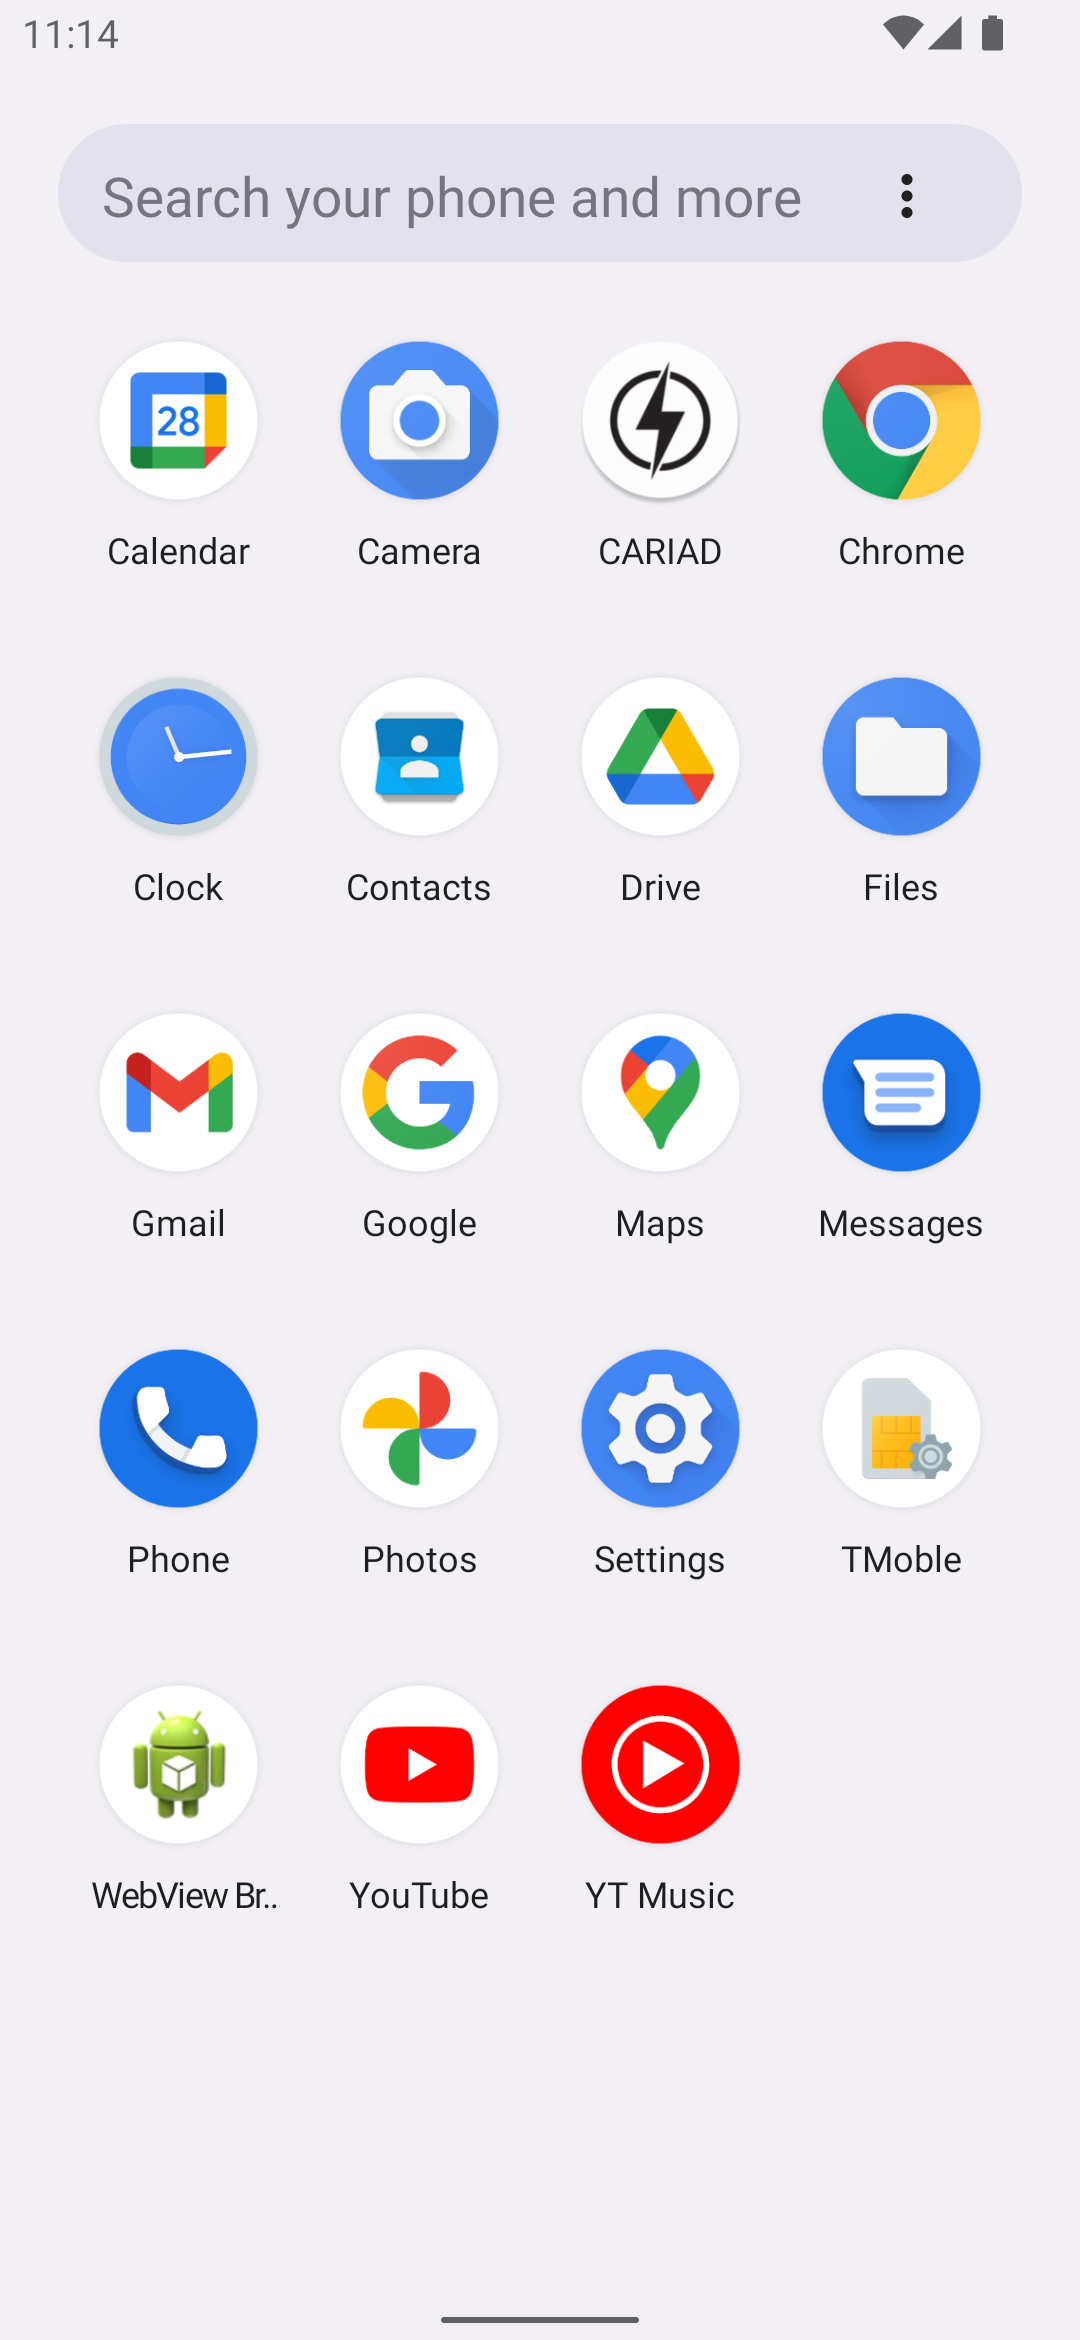 11:14
Search your phone and more
28
Calendar
Camera
CARIAD
Chrome
Clock
Contacts
Drive
Files
Gmail
Google
Maps
Messages
Phone
Photos
Settings
TMoble
WebView Br..
YouTube
YT Music